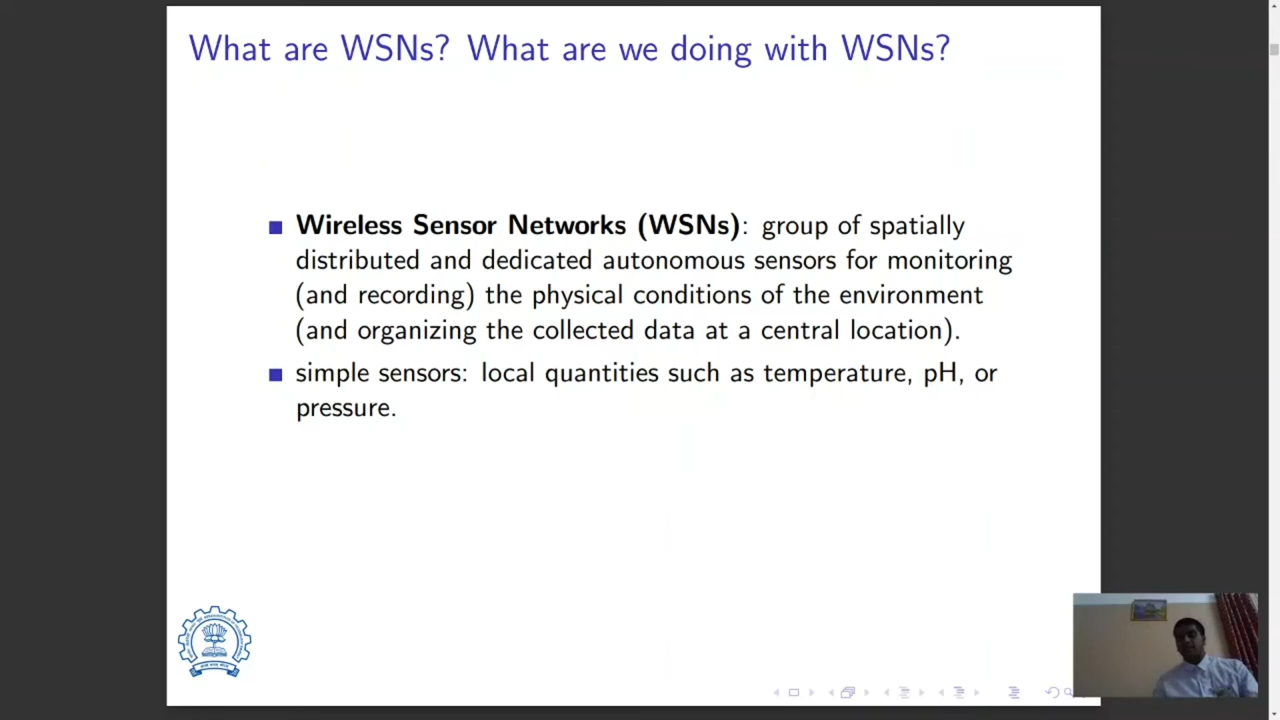 What are WSNs? What are we doing with WSNs?
Wireless Sensor Networks (WSNs): group of spatially
distributed and dedicated autonomous sensors for monitoring
(and recording) the physical conditions of the environment
(and organizing the collected data at a central location).
simple sensors: local quantities such as temperature, pH, or
pressure.